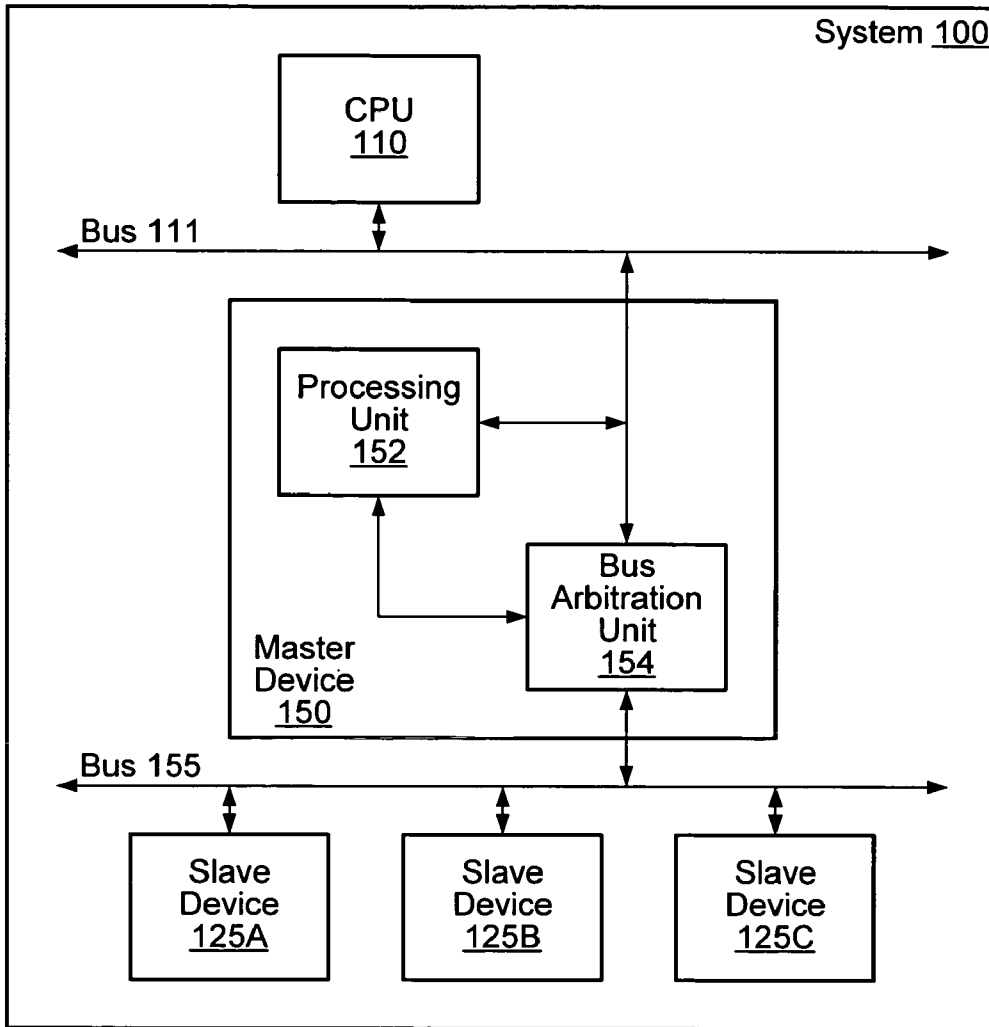 System 100
CPU
110
Bus 111
Processing
Unit
152
Bus
Arbitration
Unit
154
Master
Device
150
Bus 155
Slave
Device
125A
Slave
Device
125B
Slave
Device
125C